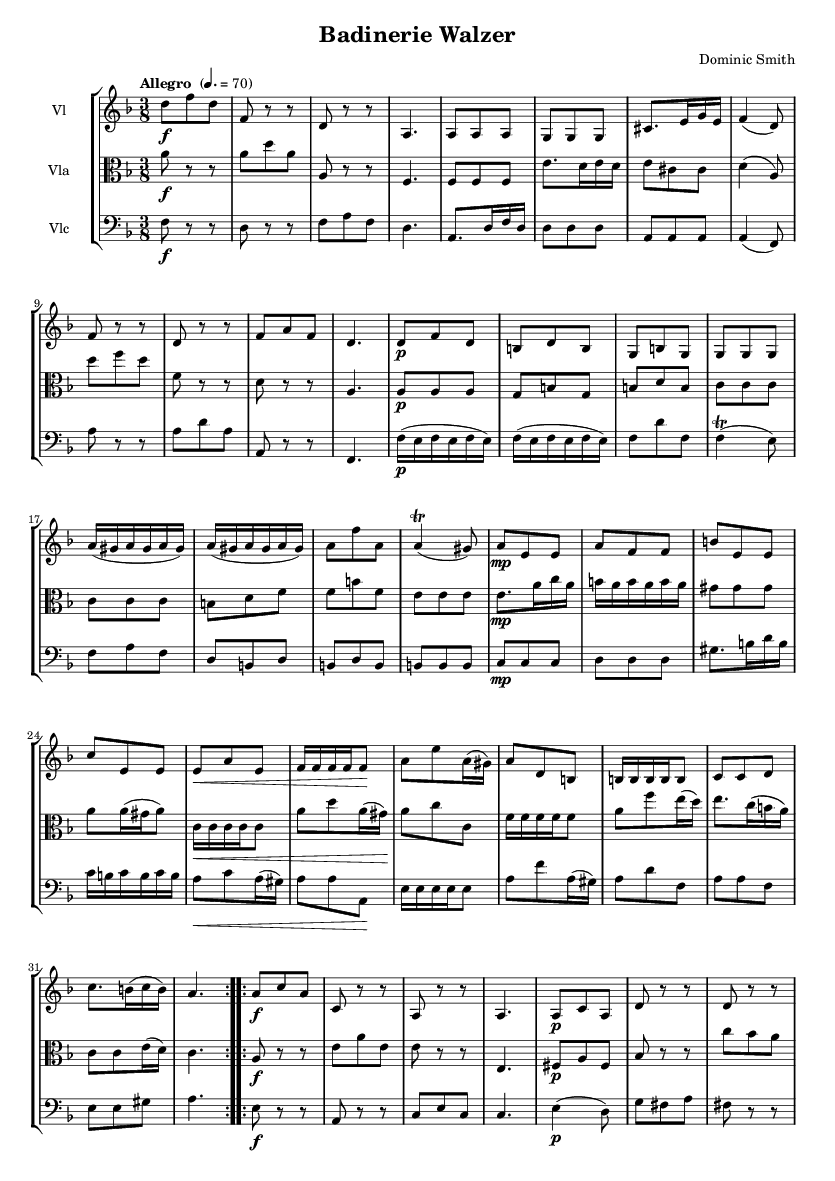 Badinerie Walzer
Dominic Smith
Allegro (♩. = 70)
Vl
f
Vla
f
Vlc
f
9
p
p
p
tr
17
tr
mp
mp
mp
24
31
f
p
f
p
f
p